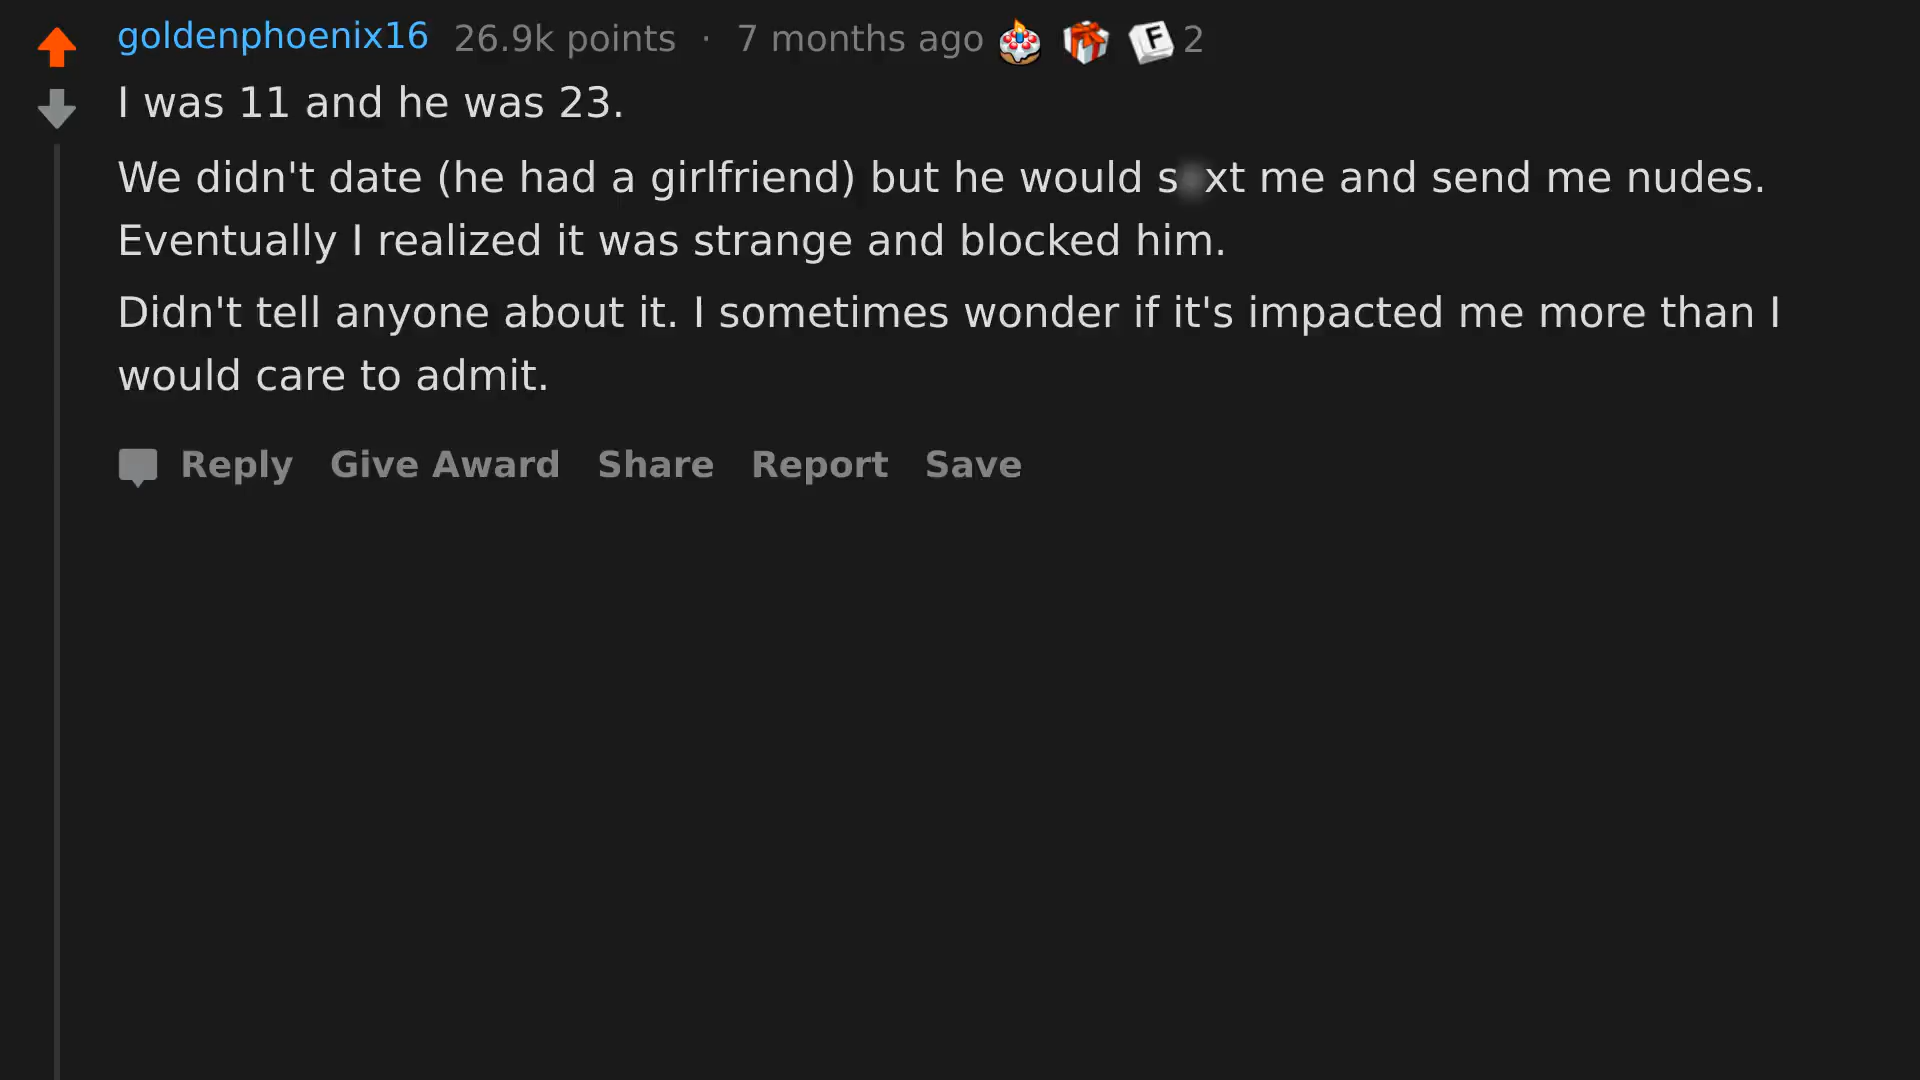 goldenphoenix16 26.9k points · 7 months ago F 2
I was 11 and he was 23.
We didn't date (he had a girlfriend) but he would s xt me and send me nudes.
Eventually I realized it was strange and blocked him.
Didn't tell anyone about it. I sometimes wonder if it's impacted me more than I
would care to admit.
Reply Give Award Share Report Save